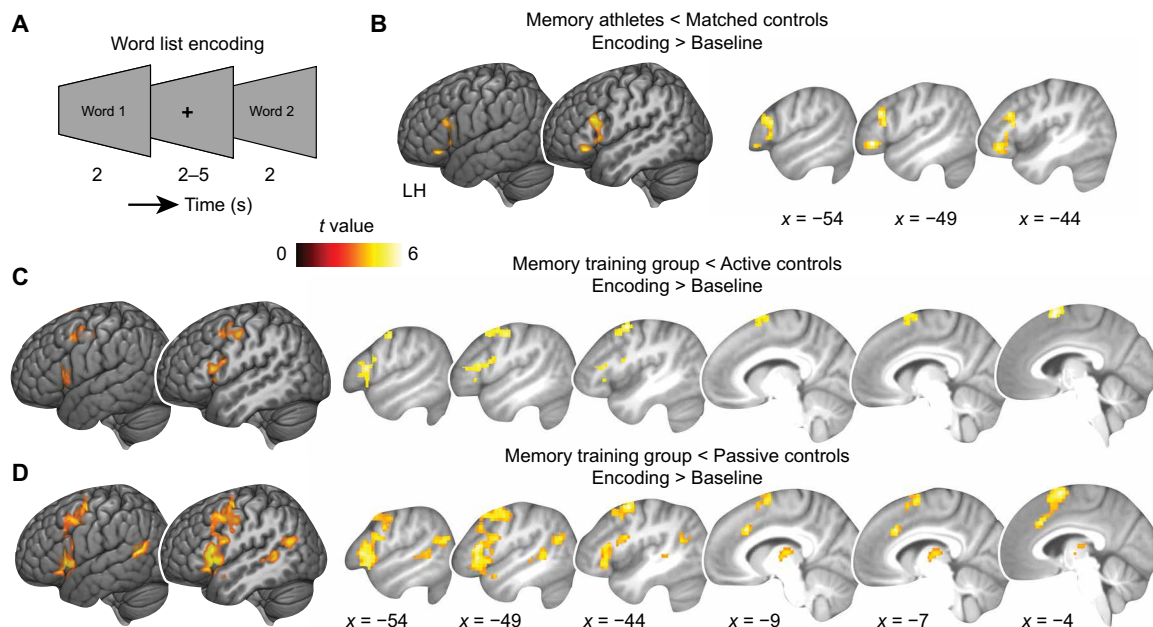 A
Word list encoding
Word 1
+
Word 2
2
2–5
2
Time (s)
B
Memory athletes < Matched controls
Encoding > Baseline
LH
x = −54
x = −49
x = −44
t value
0
6
C
Memory training group < Active controls
Encoding > Baseline
D
Memory training group < Passive controls
Encoding > Baseline
x = −54
x = −49
x = −44
x = −9
x = −7
x = −4